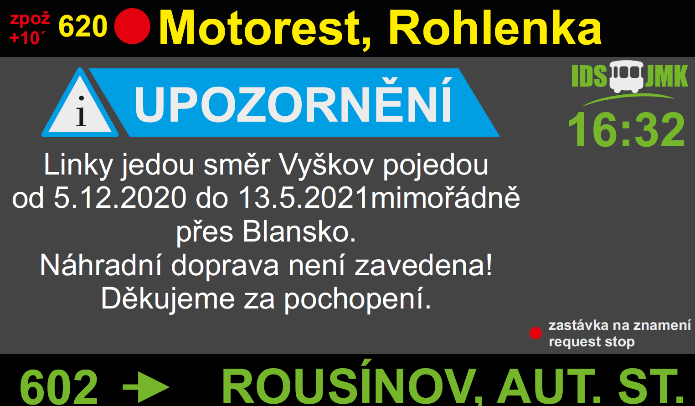 zpož
+10´
620
Motorest, Rohlenka
IDS JMK
i UPOZORNĚNÍ
16:32
Linky jedou směr Vyškov pojedou
od 5.12.2020 do 13.5.2021mimořádně
přes Blansko.
Náhradní doprava není zavedena!
Děkujeme za pochopení.
zastávka na znamení
request stop
602 → ROUSÍNOV, AUT. ST.